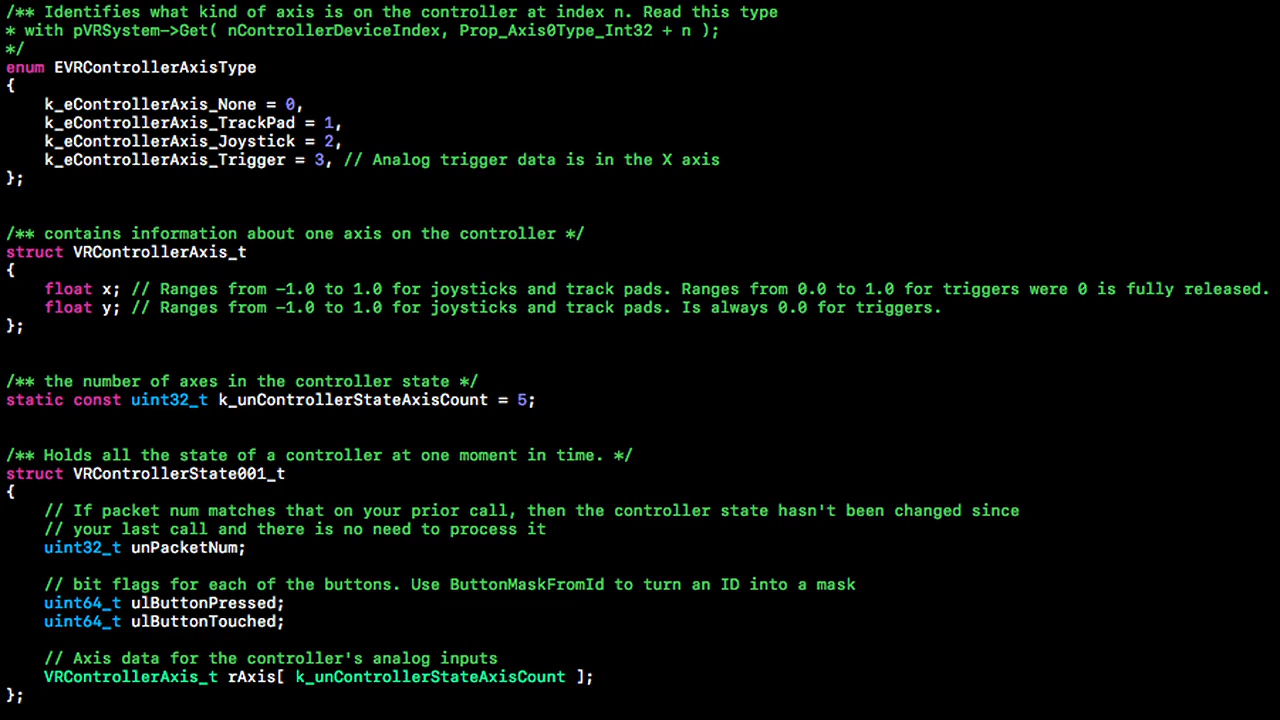 /** Identifies what kind of axis is on the controller at index n. Read this type
* with pVRSystem->Get( nControllerDeviceIndex, Prop_Axis0Type_Int32 + n );
*/
enum EVRControllerAxisType
{
    k_eControllerAxis_None = 0,
    k_eControllerAxis_TrackPad = 1,
    k_eControllerAxis_Joystick = 2,
    k_eControllerAxis_Trigger = 3, // Analog trigger data is in the X axis
};
/** contains information about one axis on the controller */
struct VRControllerAxis_t
{
    float x; // Ranges from -1.0 to 1.0 for joysticks and track pads. Ranges from 0.0 to 1.0 for triggers were 0 is fully released.
    float y; // Ranges from -1.0 to 1.0 for joysticks and track pads. Is always 0.0 for triggers.
};
/** the number of axes in the controller state */
static const uint32_t k_unControllerStateAxisCount = 5;
/** Holds all the state of a controller at one moment in time. */
struct VRControllerState001_t
{
    // If packet num matches that on your prior call, then the controller state hasn't been changed since
    // your last call and there is no need to process it
    uint32_t unPacketNum;
    // bit flags for each of the buttons. Use ButtonMaskFromId to turn an ID into a mask
    uint64_t ulButtonPressed;
    uint64_t ulButtonTouched;
    // Axis data for the controller's analog inputs
    VRControllerAxis_t rAxis[ k_unControllerStateAxisCount ];
};